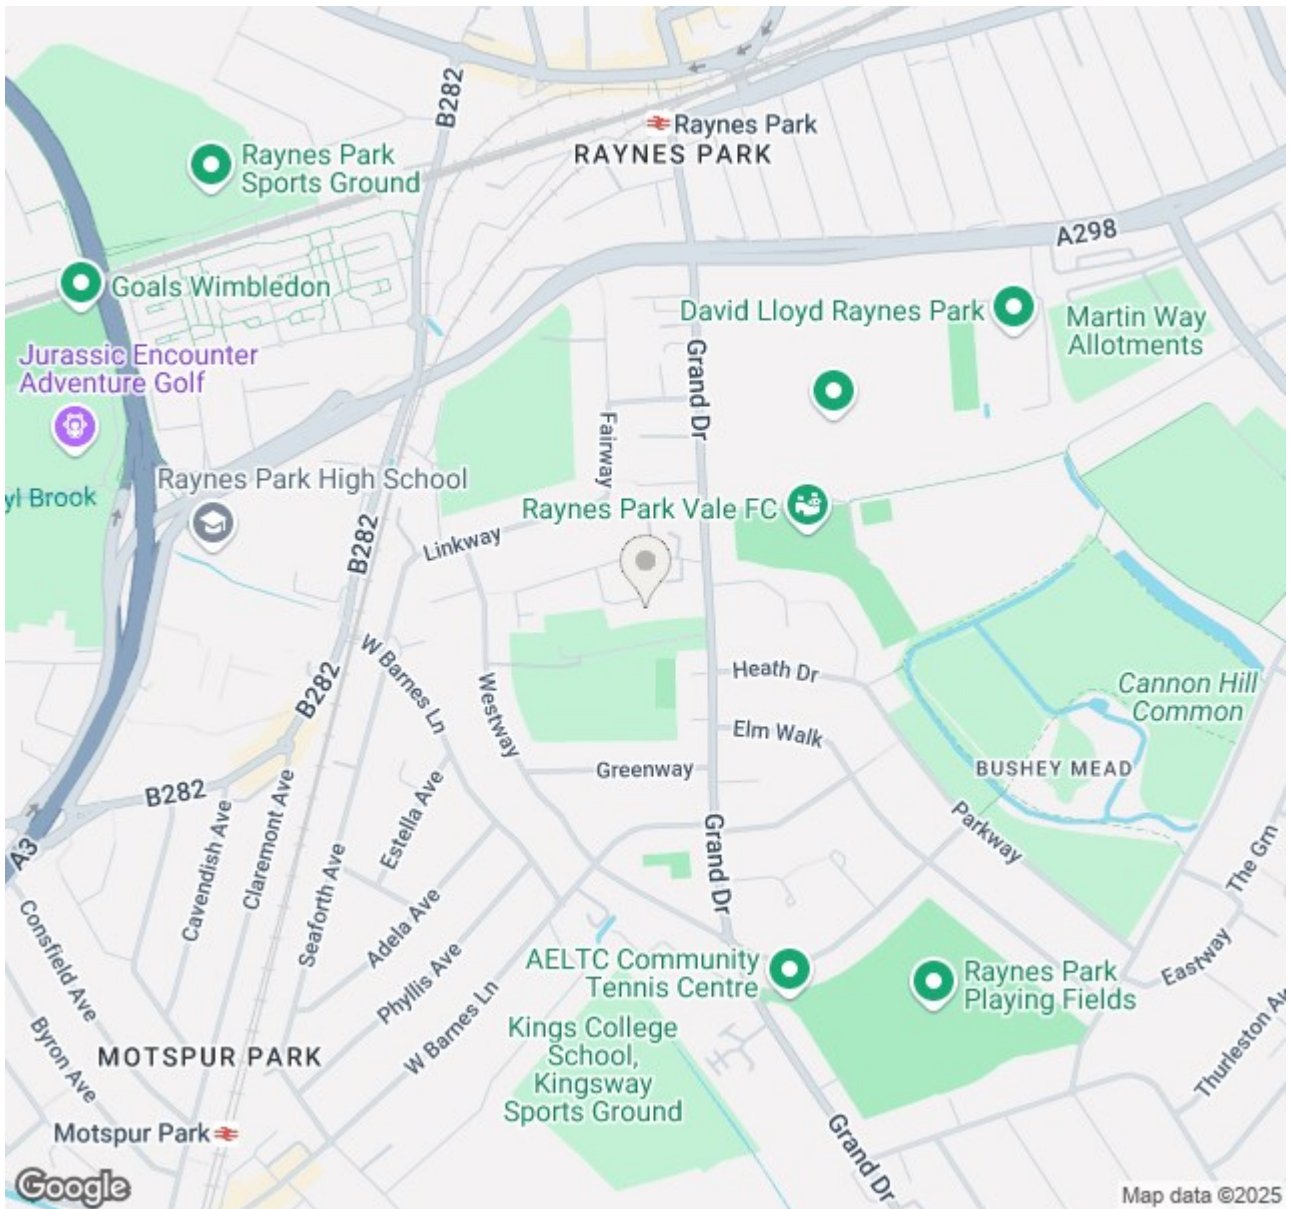 B282
Raynes Park
RAYNES PARK
Raynes Park
Sports Ground
A298
Goals Wimbledon
David Lloyd Raynes Park
Martin Way
Allotments
Jurassic Encounter
Adventure Golf
Grand Dr
Fairway
Raynes Park High School
yl Brook
Raynes Park Vale FC
B282
Linkway
W Barnes Ln
B282
Westway
Heath Dr
Cannon Hill
Common
Elm Walk
Greenway
BUSHEY MEAD
B282
Estella Ave
Claremont Ave
Cavendish Ave
A3
Parkway
Grand Dr
The Grn
Seaforth Ave
Adela Ave
Consfield Ave
Phyllis Ave
AELTC Community
Tennis Centre
Raynes Park
Playing Fields
Eastway
W Barnes Ln
Kings College
School,
Kingsway
Sports Ground
Byron Ave
MOTSPUR PARK
Thurleston Av
Motspur Park
Grand Dr
Google
Map data ©2025